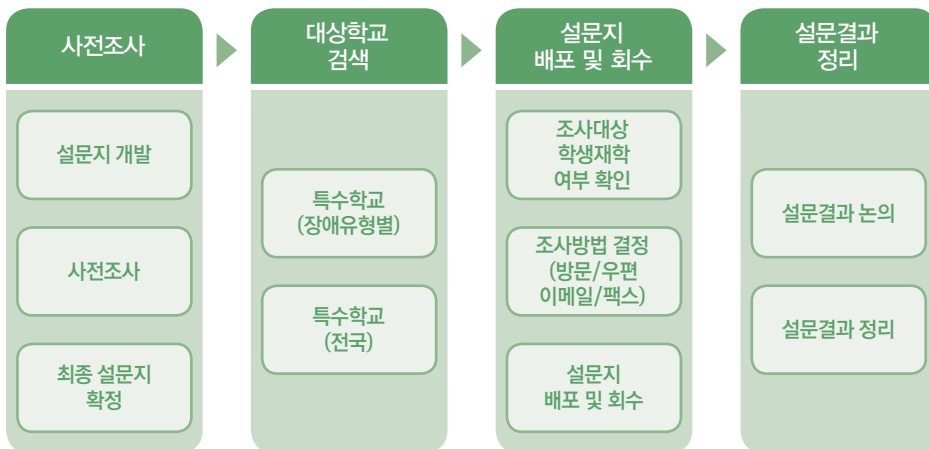 사전조사
설문지 개발
사전조사
최종 설문지
확정
대상학교
검색
특수학교
(장애유형별)
특수학교
(전국)
설문지
배포 및 회수
조사대상
학생재학
여부 확인
조사방법 결정
(방문/우편
이메일/팩스)
설문지
배포 및 회수
설문결과
정리
설문결과 논의
설문결과 정리